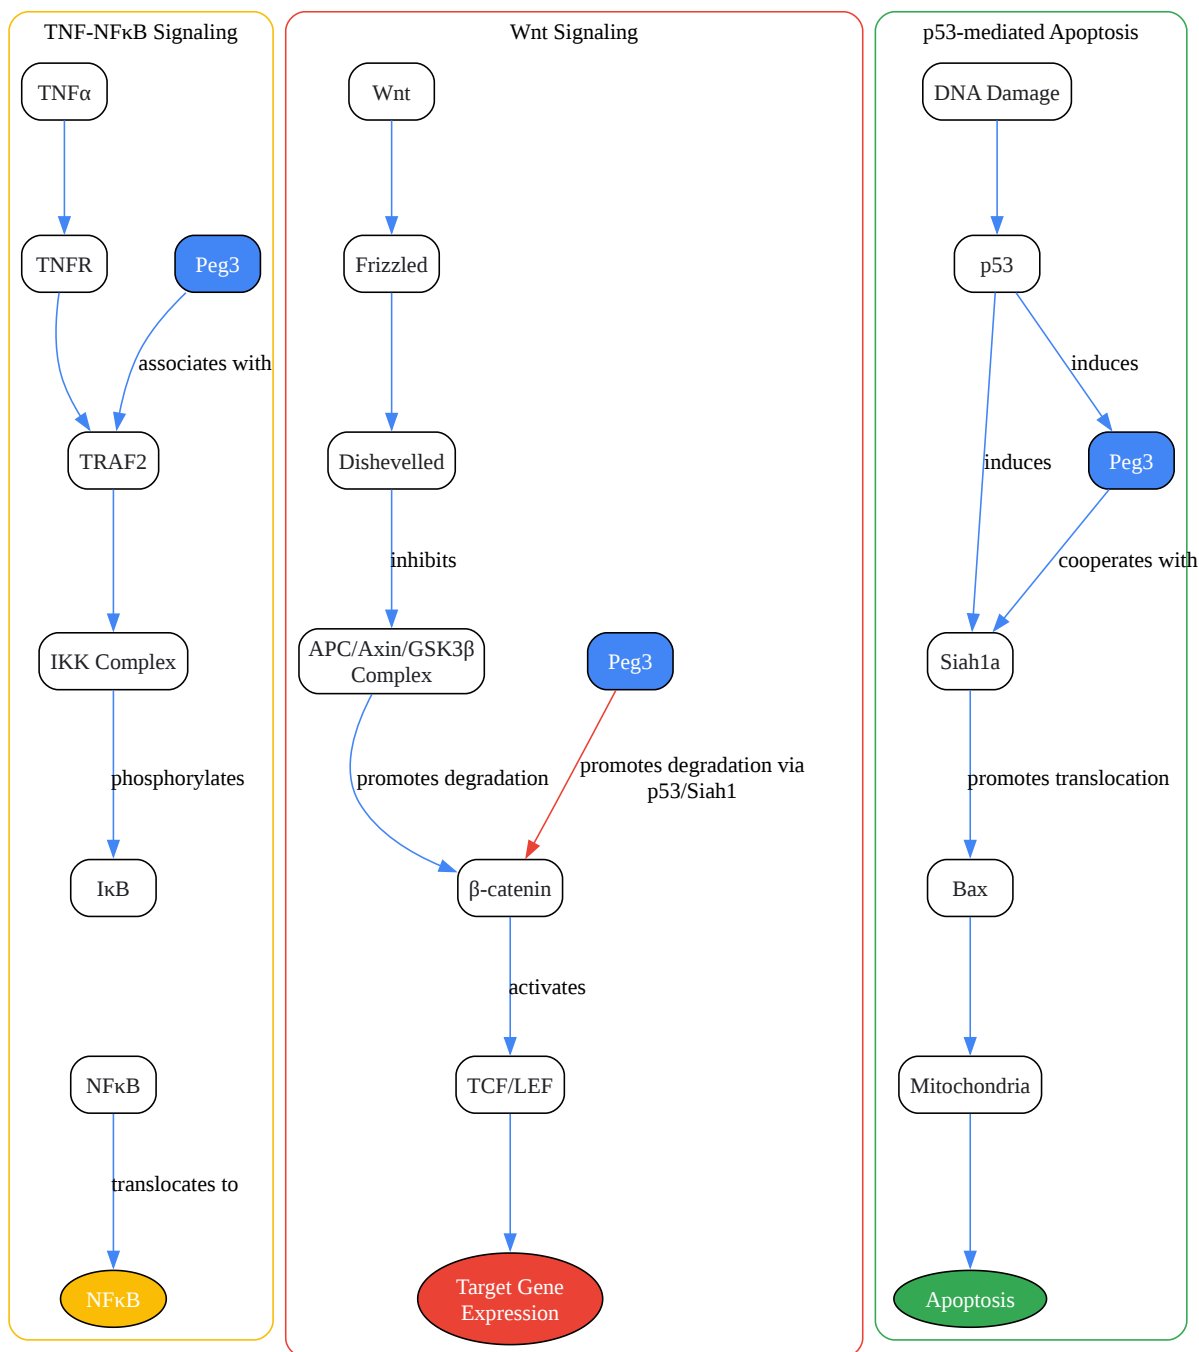 TNF-NFκB Signaling
TNFα
TNFR
Peg3
associates with
TRAF2
IKK Complex
phosphorylates
IκB
NFκB
translocates to
NFκB
Wnt Signaling
Wnt
Frizzled
Dishevelled
inhibits
APC/Axin/GSK3β
Complex
Peg3
promotes degradation
promotes degradation via
p53/Siah1
β-catenin
activates
TCF/LEF
Target Gene
Expression
p53-mediated Apoptosis
DNA Damage
p53
induces
induces
Peg3
cooperates with
Siah1a
promotes translocation
Bax
Mitochondria
Apoptosis